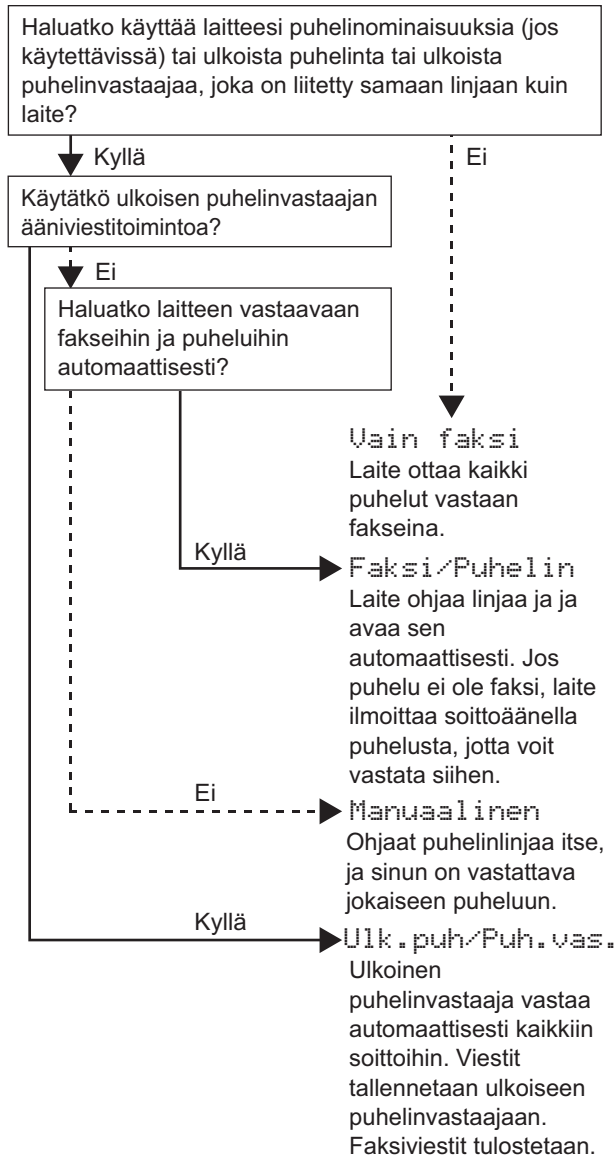 Haluatko käyttää laitteesi puhelinominaisuuksia (jos
käytettävissä) tai ulkoista puhelinta tai ulkoista
puhelinvastaajaa, joka on liitetty samaan linjaan kuin
laite?
Kyllä
Ei
Käytätkö ulkoisen puhelinvastaajan
ääniviestitoimintoa?
Ei
Haluatko laitteen vastaavaan
fakseihin ja puheluihin
automaattisesti?
Vain faksi
Laite ottaa kaikki
puhelut vastaan
fakseina.
Kyllä
Faksi/Puhelin
Laite ohjaa linjaa ja ja
avaa sen
automaattisesti. Jos
puhelu ei ole faksi, laite
ilmoittaa soittoäänella
puhelusta, jotta voit
vastata siihen.
Ei
Manuaalinen
Ohjaat puhelinlinjaa itse,
ja sinun on vastattava
jokaiseen puheluun.
Kyllä
Ulk.puh/Puh.vas.
Ulkoinen
puhelinvastaaja vastaa
automaattisesti kaikkiin
soittoihin. Viestit
tallennetaan ulkoiseen
puhelinvastaajaan.
Faksiviestit tulostetaan.